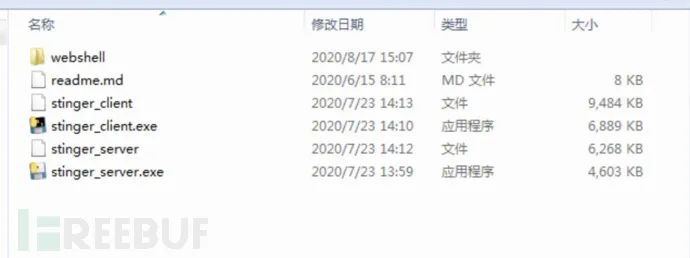 名称 修改日期 类型 大小
webshell 2020/8/17 15:07 文件夹
readme.md 2020/6/15 8:11 MD 文件 8 KB
stinger_client 2020/7/23 14:13 文件 9,484 KB
stinger_client.exe 2020/7/23 14:10 应用程序 6,889 KB
stinger_server 2020/7/23 14:12 文件 6,268 KB
stinger_server.exe 2020/7/23 13:59 应用程序 4,603 KB
FREEBUF